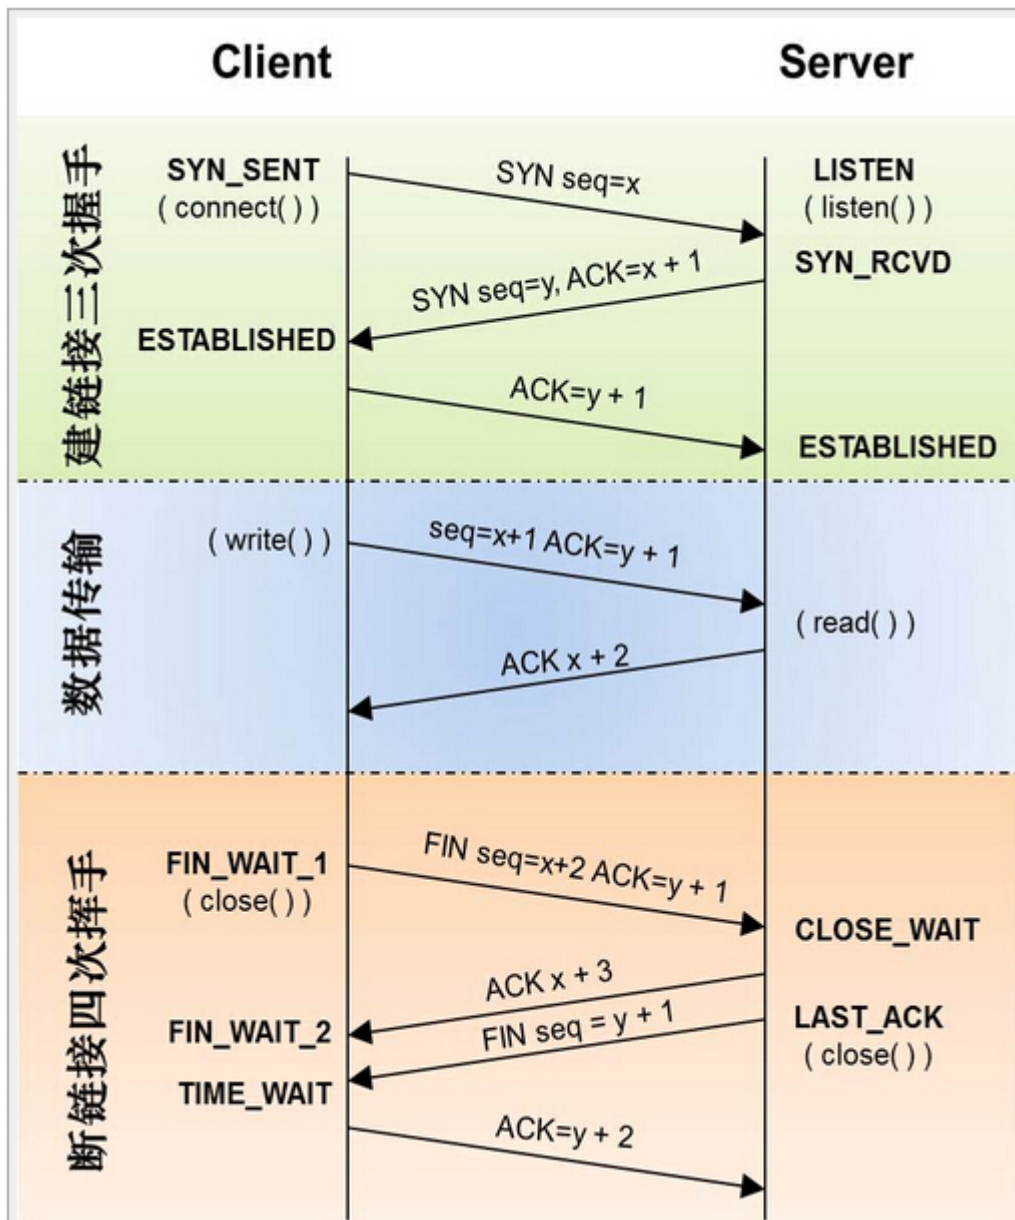 Client
Server
建链接三次握手
SYN_SENT
( connect( ) )
SYN seq=x
LISTEN
( listen( ) )
SYN_RCVD
SYN seq=y, ACK=x + 1
ESTABLISHED
ACK=y + 1
ESTABLISHED
数据传输
( write( ) )
seq=x+1 ACK=y + 1
( read( ) )
ACK x + 2
断链接四次挥手
FIN_WAIT_1
( close( ) )
FIN seq=x+2 ACK=y + 1
CLOSE_WAIT
ACK x + 3
FIN_WAIT_2
FIN seq = y + 1
LAST_ACK
( close( ) )
TIME_WAIT
ACK=y + 2